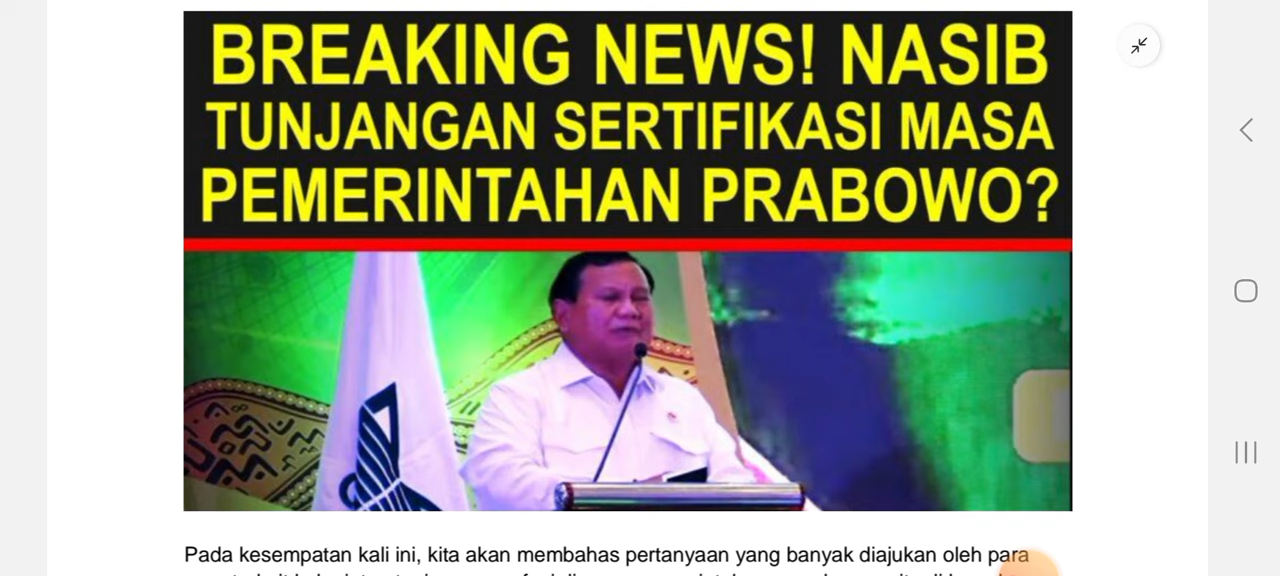 BREAKING NEWS! NASIB
TUNJANGAN SERTIFIKASI MASA
PEMERINTAHAN PRABOWO?
Pada kesempatan kali ini, kita akan membahas pertanyaan yang banyak diajukan oleh para